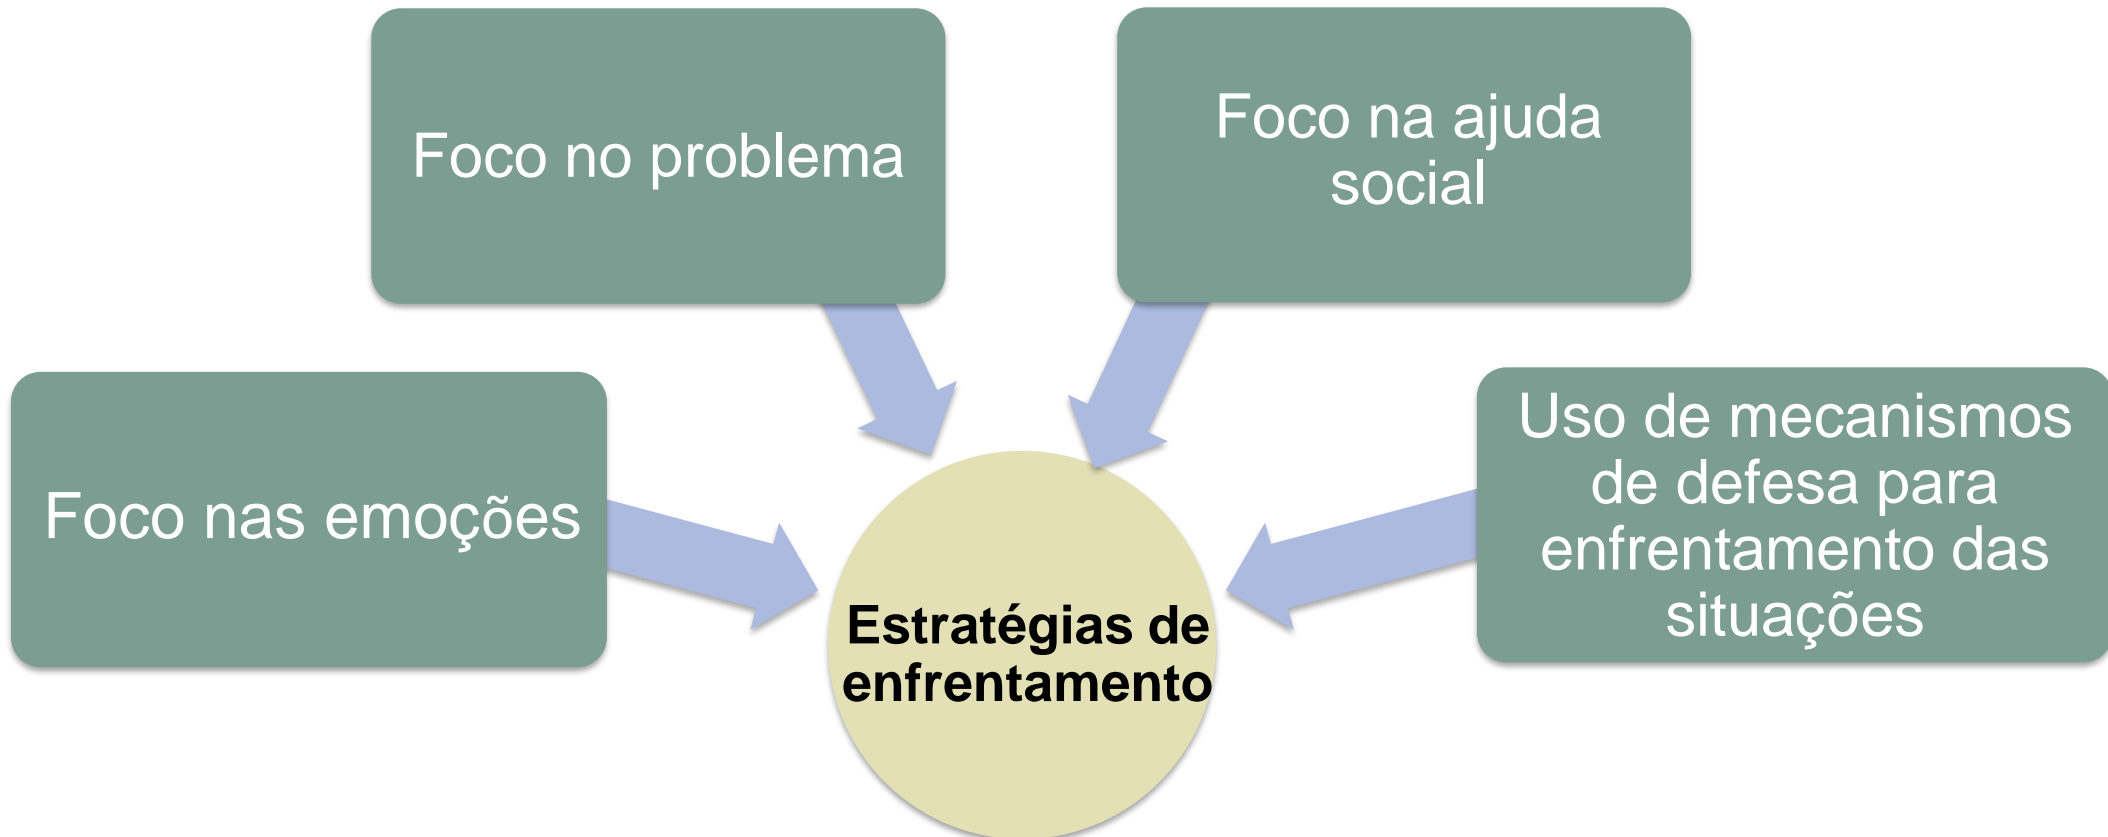 Foco no problema
Foco na ajuda
social
Foco nas emoções
Uso de mecanismos
de defesa para
enfrentamento das
situações
Estratégias de
enfrentamento